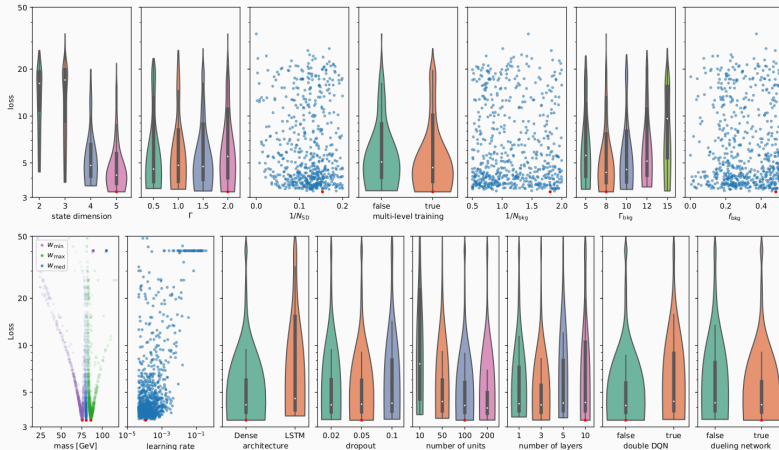 50
20
10
5
3
loss
2 3 4 5
state dimension
0.5 1.0 1.5 2.0
Γ
0.0 0.1 0.2
1/N_SD
false true
multi-level training
0.0 0.5 1.0 1.5 2.0
1/N_bkg
5 8 10 12 15
Γ_bkg
0.0 0.2 0.4
f_bkg
50
20
10
5
3
Loss
w_min
w_max
w_med
25 50 75 100
mass [GeV]
10⁻⁵ 10⁻³ 10⁻¹
learning rate
Dense LSTM
architecture
0.02 0.05 0.1
dropout
10 50 100 200
number of units
1 3 5 10
number of layers
false true
double DQN
false true
dueling network